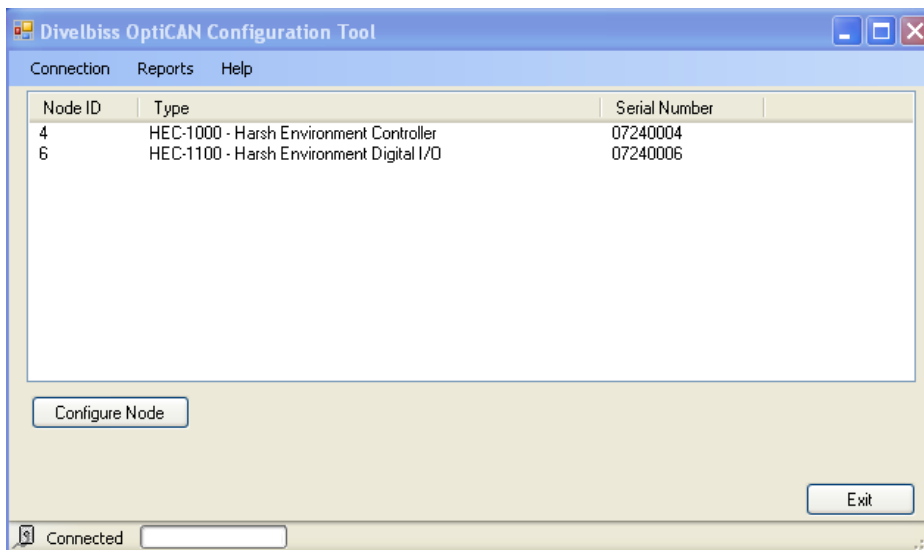 Divelbiss OptiCAN Configuration Tool
Connection Reports Help
Node ID Type Serial Number
4 HEC-1000 - Harsh Environment Controller 07240004
6 HEC-1100 - Harsh Environment Digital I/O 07240006
Configure Node
Exit
Connected